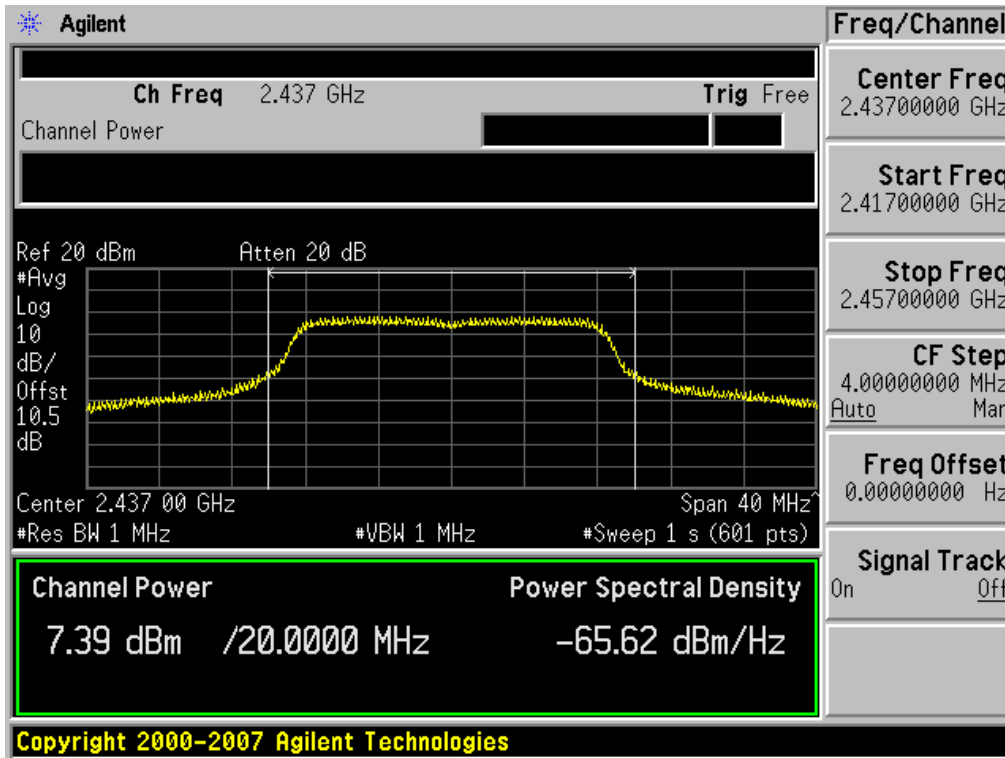 Agilent
Ch Freq 2.437 GHz Trig Free
Channel Power
Ref 20 dBm Atten 20 dB
#Avg
Log
10
dB/
Offst
10.5
dB
Center 2.437 00 GHz Span 40 MHz^
#Res BW 1 MHz #VBW 1 MHz #Sweep 1 s (601 pts)
Channel Power Power Spectral Density
7.39 dBm /20.0000 MHz -65.62 dBm/Hz
Copyright 2000-2007 Agilent Technologies
Freq/Channel
Center Freq
2.43700000 GHz
Start Freq
2.41700000 GHz
Stop Freq
2.45700000 GHz
CF Step
4.00000000 MHz
Auto Man
Freq Offset
0.00000000 Hz
Signal Track
On Off